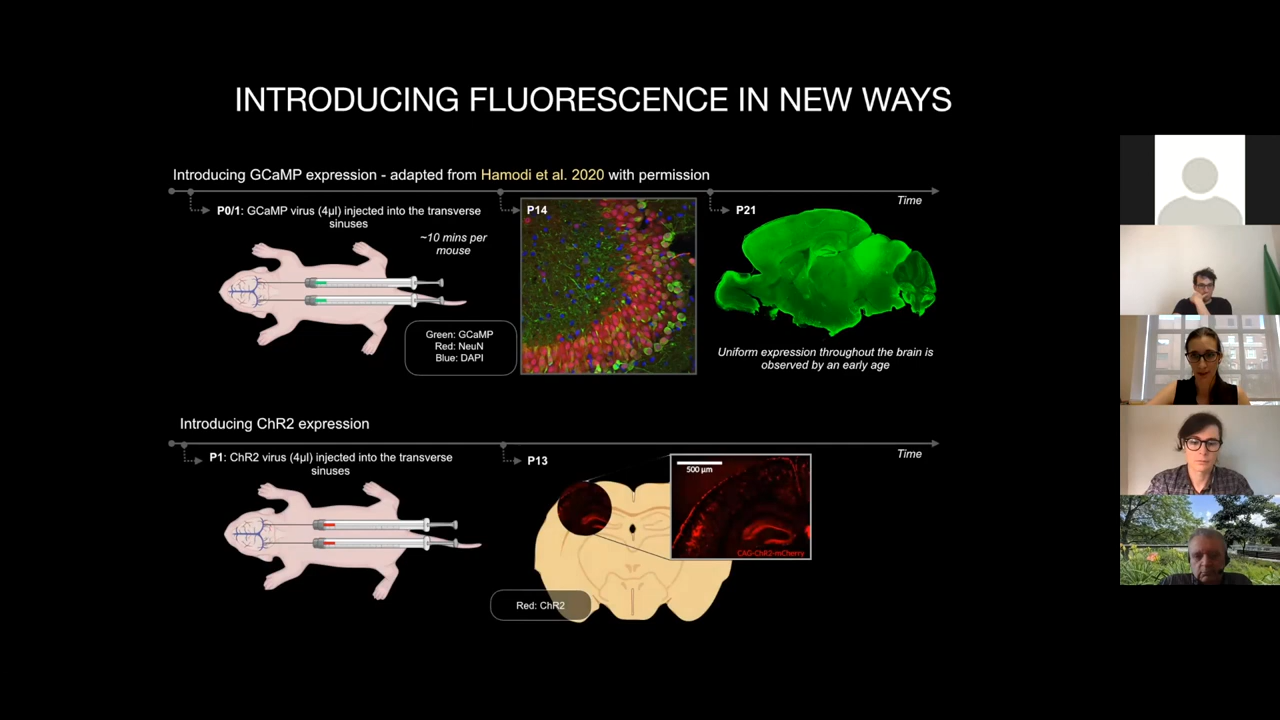 INTRODUCING FLUORESCENCE IN NEW WAYS
Introducing GCaMP expression - adapted from Hamodi et al. 2020 with permission
Time
P0/1: GCaMP virus (4µl) injected into the transverse
sinuses
~10 mins per
mouse
Green: GCaMP
Red: NeuN
Blue: DAPI
P14
P21
Uniform expression throughout the brain is
observed by an early age
Introducing ChR2 expression
Time
P1: ChR2 virus (4µl) injected into the transverse
sinuses
P13
500 µm
CAG-ChR2-mCherry
Red: ChR2